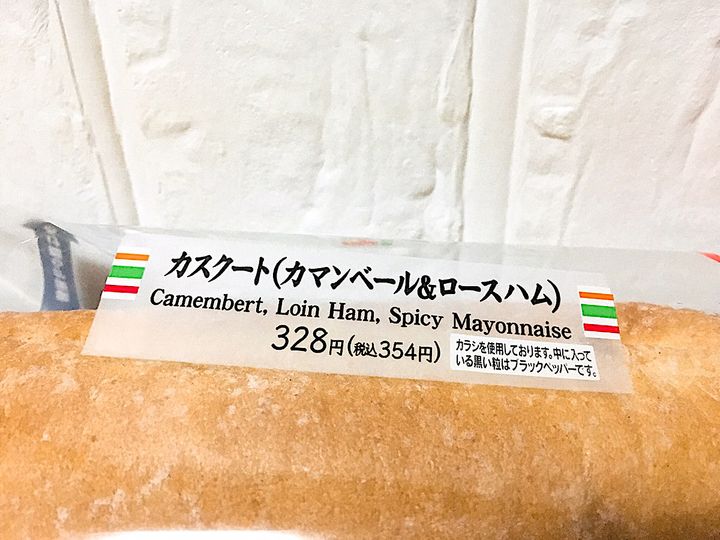 カスクート(カマンベール&ロースハム)
Camembert, Loin Ham, Spicy Mayonnaise
328円(税込354円)
カラシを使用しております。中に入って
いる黒い粒はブラックペッパーです。